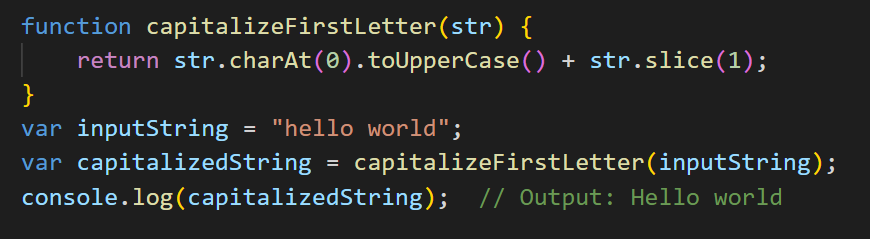 function capitalizeFirstLetter(str) {
    return str.charAt(0).toUpperCase() + str.slice(1);
}
var inputString = "hello world";
var capitalizedString = capitalizeFirstLetter(inputString);
console.log(capitalizedString);  // Output: Hello world